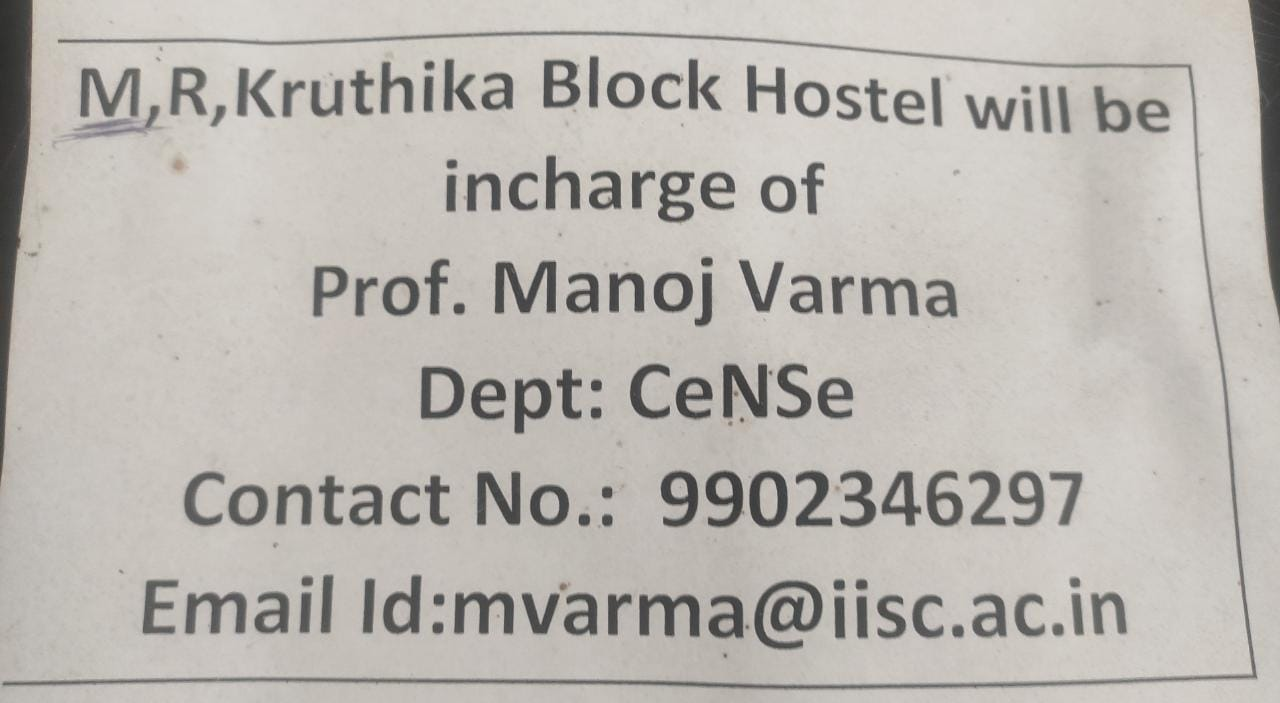 M,R,Kruthika Block Hostel will be
incharge of
Prof. Manoj Varma
Dept: CeNSe
Contact No.: 9902346297
Email Id:mvarma@iisc.ac.in